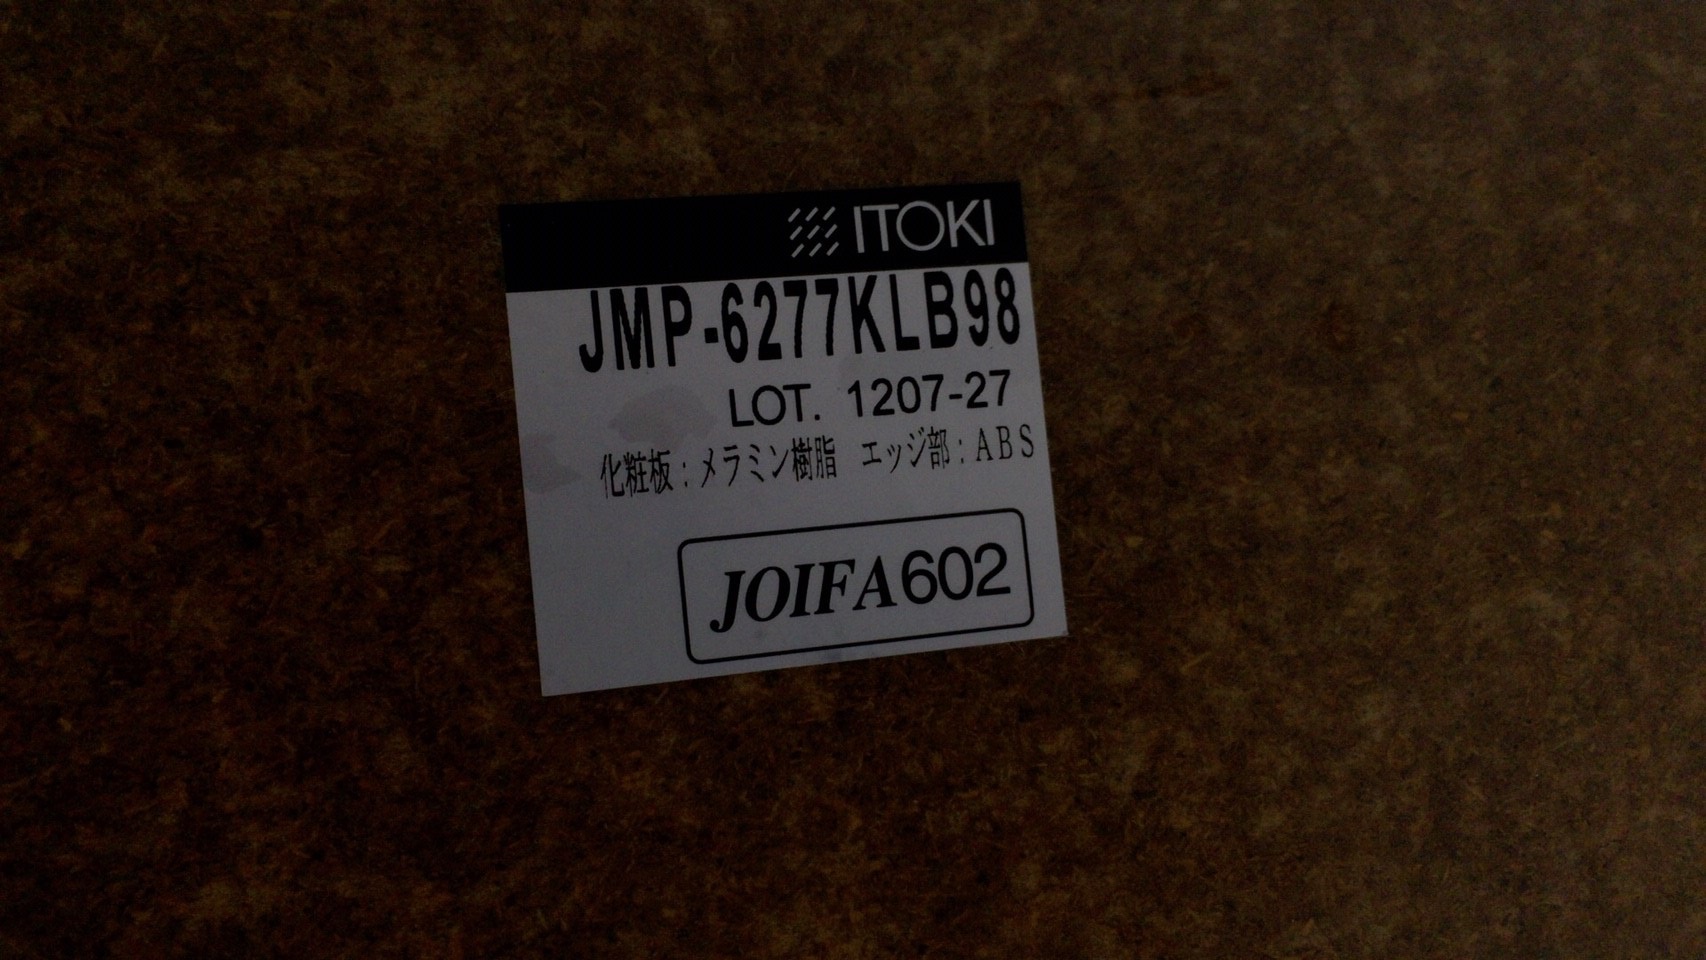 ITOKI
JMP-6277KLB98
LOT. 1207-27
化粧板：メラミン樹脂　エッジ部：ABS
JOIFA602